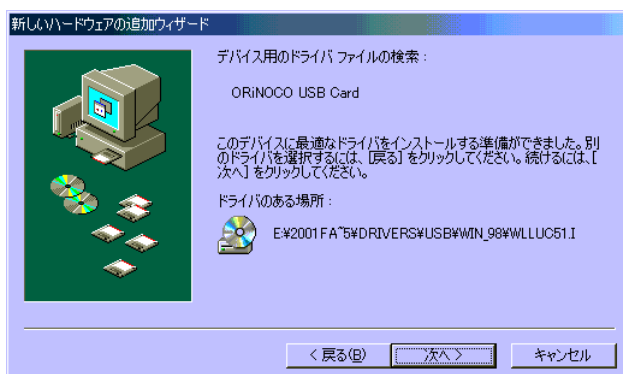 新しいハードウェアの追加ウィザード
デバイス用のドライバ ファイルの検索 :
ORiNOCO USB Card
このデバイスに最適なドライバをインストールする準備ができました。別
のドライバを選択するには、[戻る] をクリックしてください。続けるには、[
次へ] をクリックしてください。
ドライバのある場所 :
E¥2001FA~5¥DRIVERS¥USB¥WIN_98¥WLLUC51.I
< 戻る(B)
次へ >
キャンセル